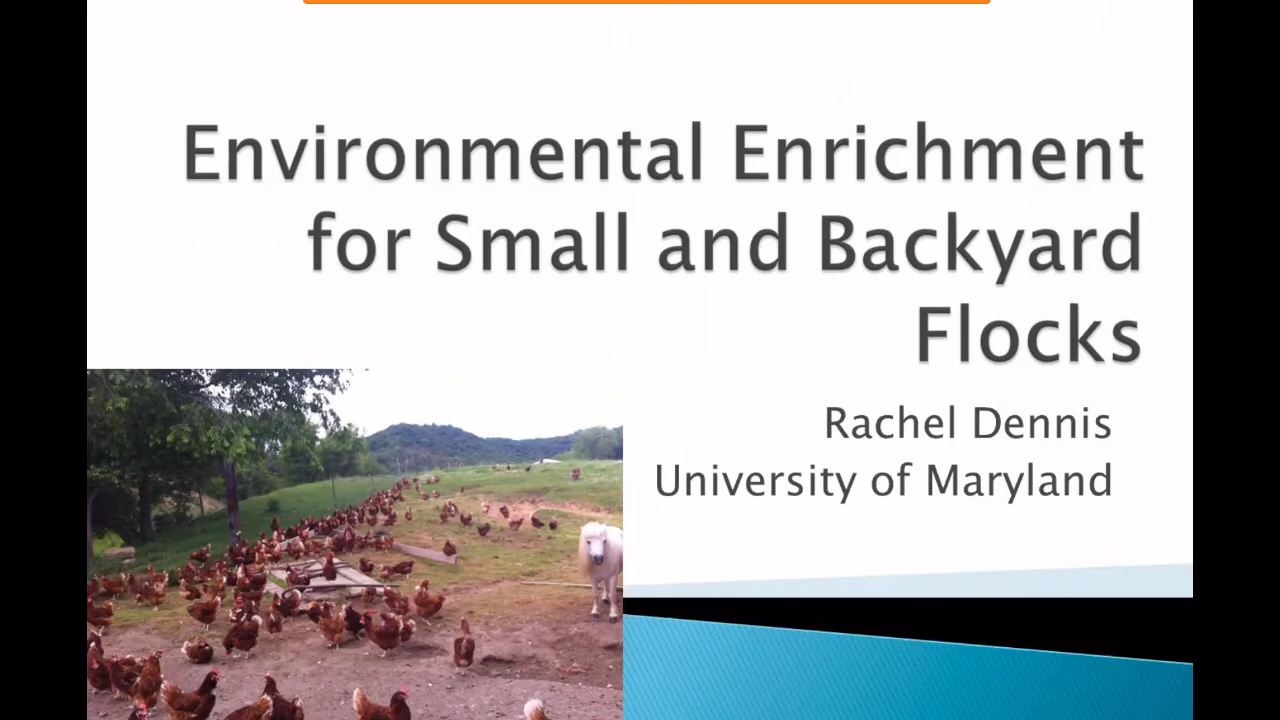 Environmental Enrichment
for Small and Backyard
Flocks
Rachel Dennis
University of Maryland